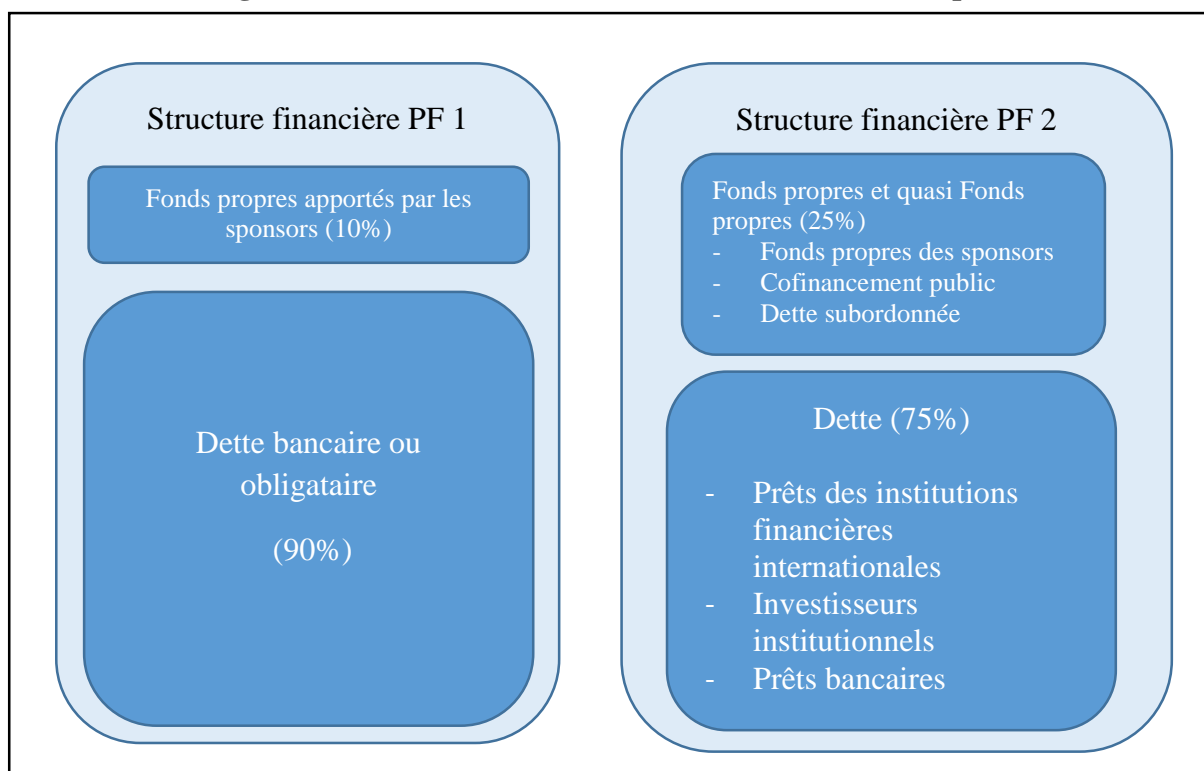 Structure financière PF 1
Fonds propres apportés par les
sponsors (10%)
Dette bancaire ou
obligataire
(90%)
Structure financière PF 2
Fonds propres et quasi Fonds
propres (25%)
- Fonds propres des sponsors
- Cofinancement public
- Dette subordonnée
Dette (75%)
- Prêts des institutions
financières
internationales
- Investisseurs
institutionnels
- Prêts bancaires